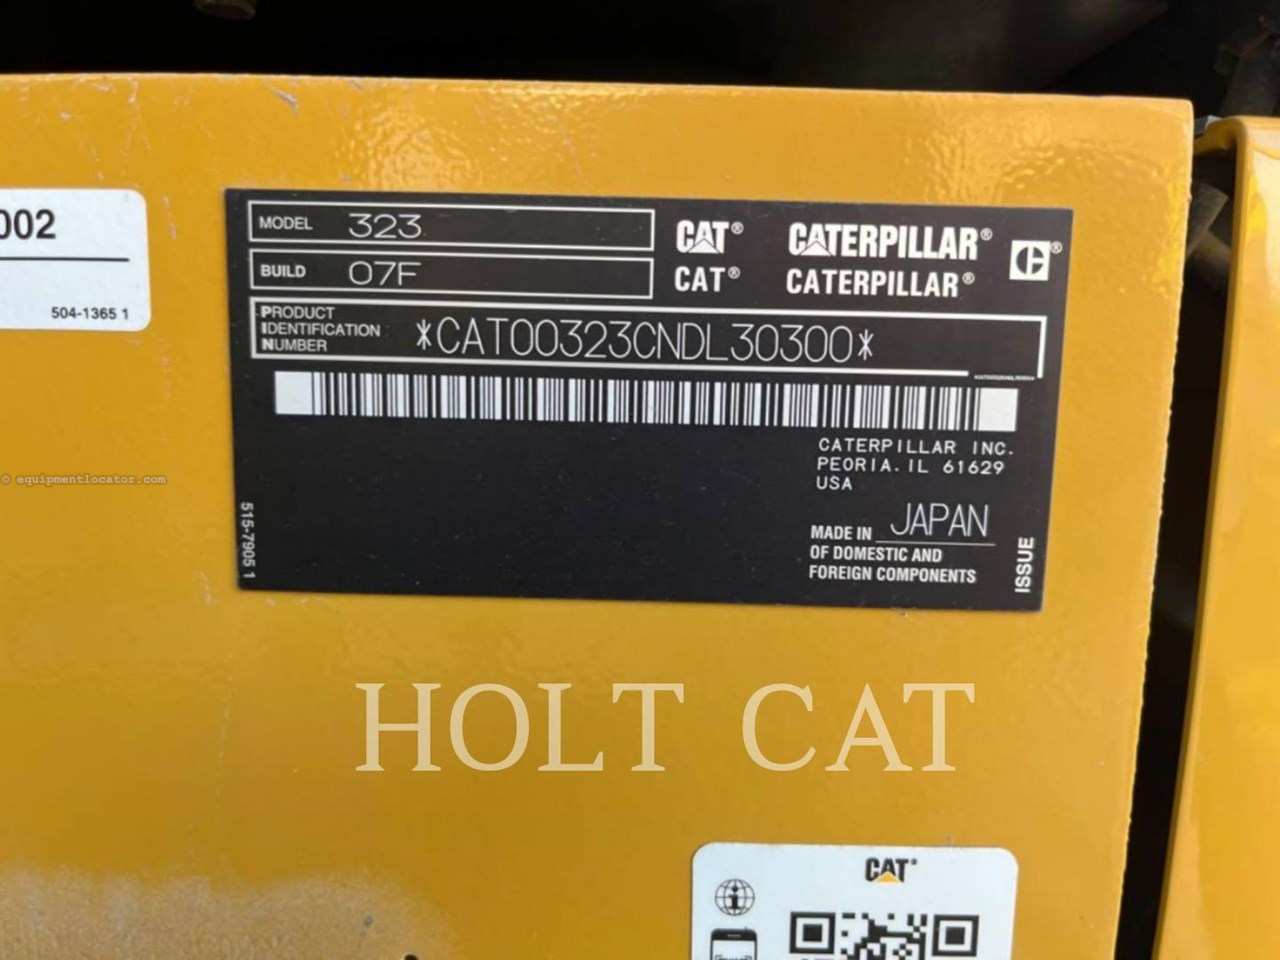 002
504-1365 1
MODEL 323
BUILD 07F
CAT® CATERPILLAR®
CAT® CATERPILLAR®
PRODUCT
IDENTIFICATION
NUMBER
*CAT00323CNDL30300*
CATERPILLAR INC.
PEORIA. IL 61629
USA
MADE IN JAPAN
OF DOMESTIC AND
FOREIGN COMPONENTS
ISSUE
515-7905 1
© equipmentlocator.com
HOLT CAT
CAT®